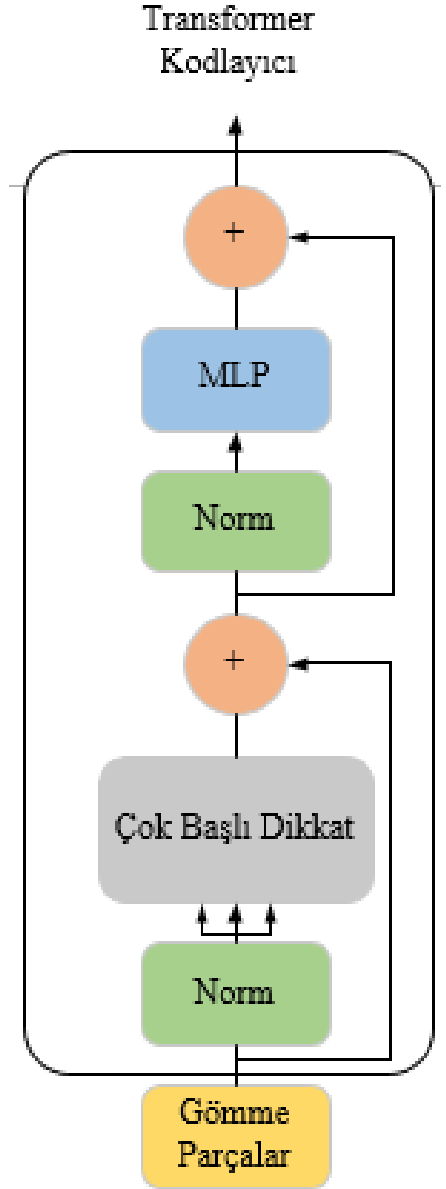 Transformer
Kodlayıcı
+
MLP
Norm
+
Çok Başlı Dikkat
Norm
Gömme
Parçalar